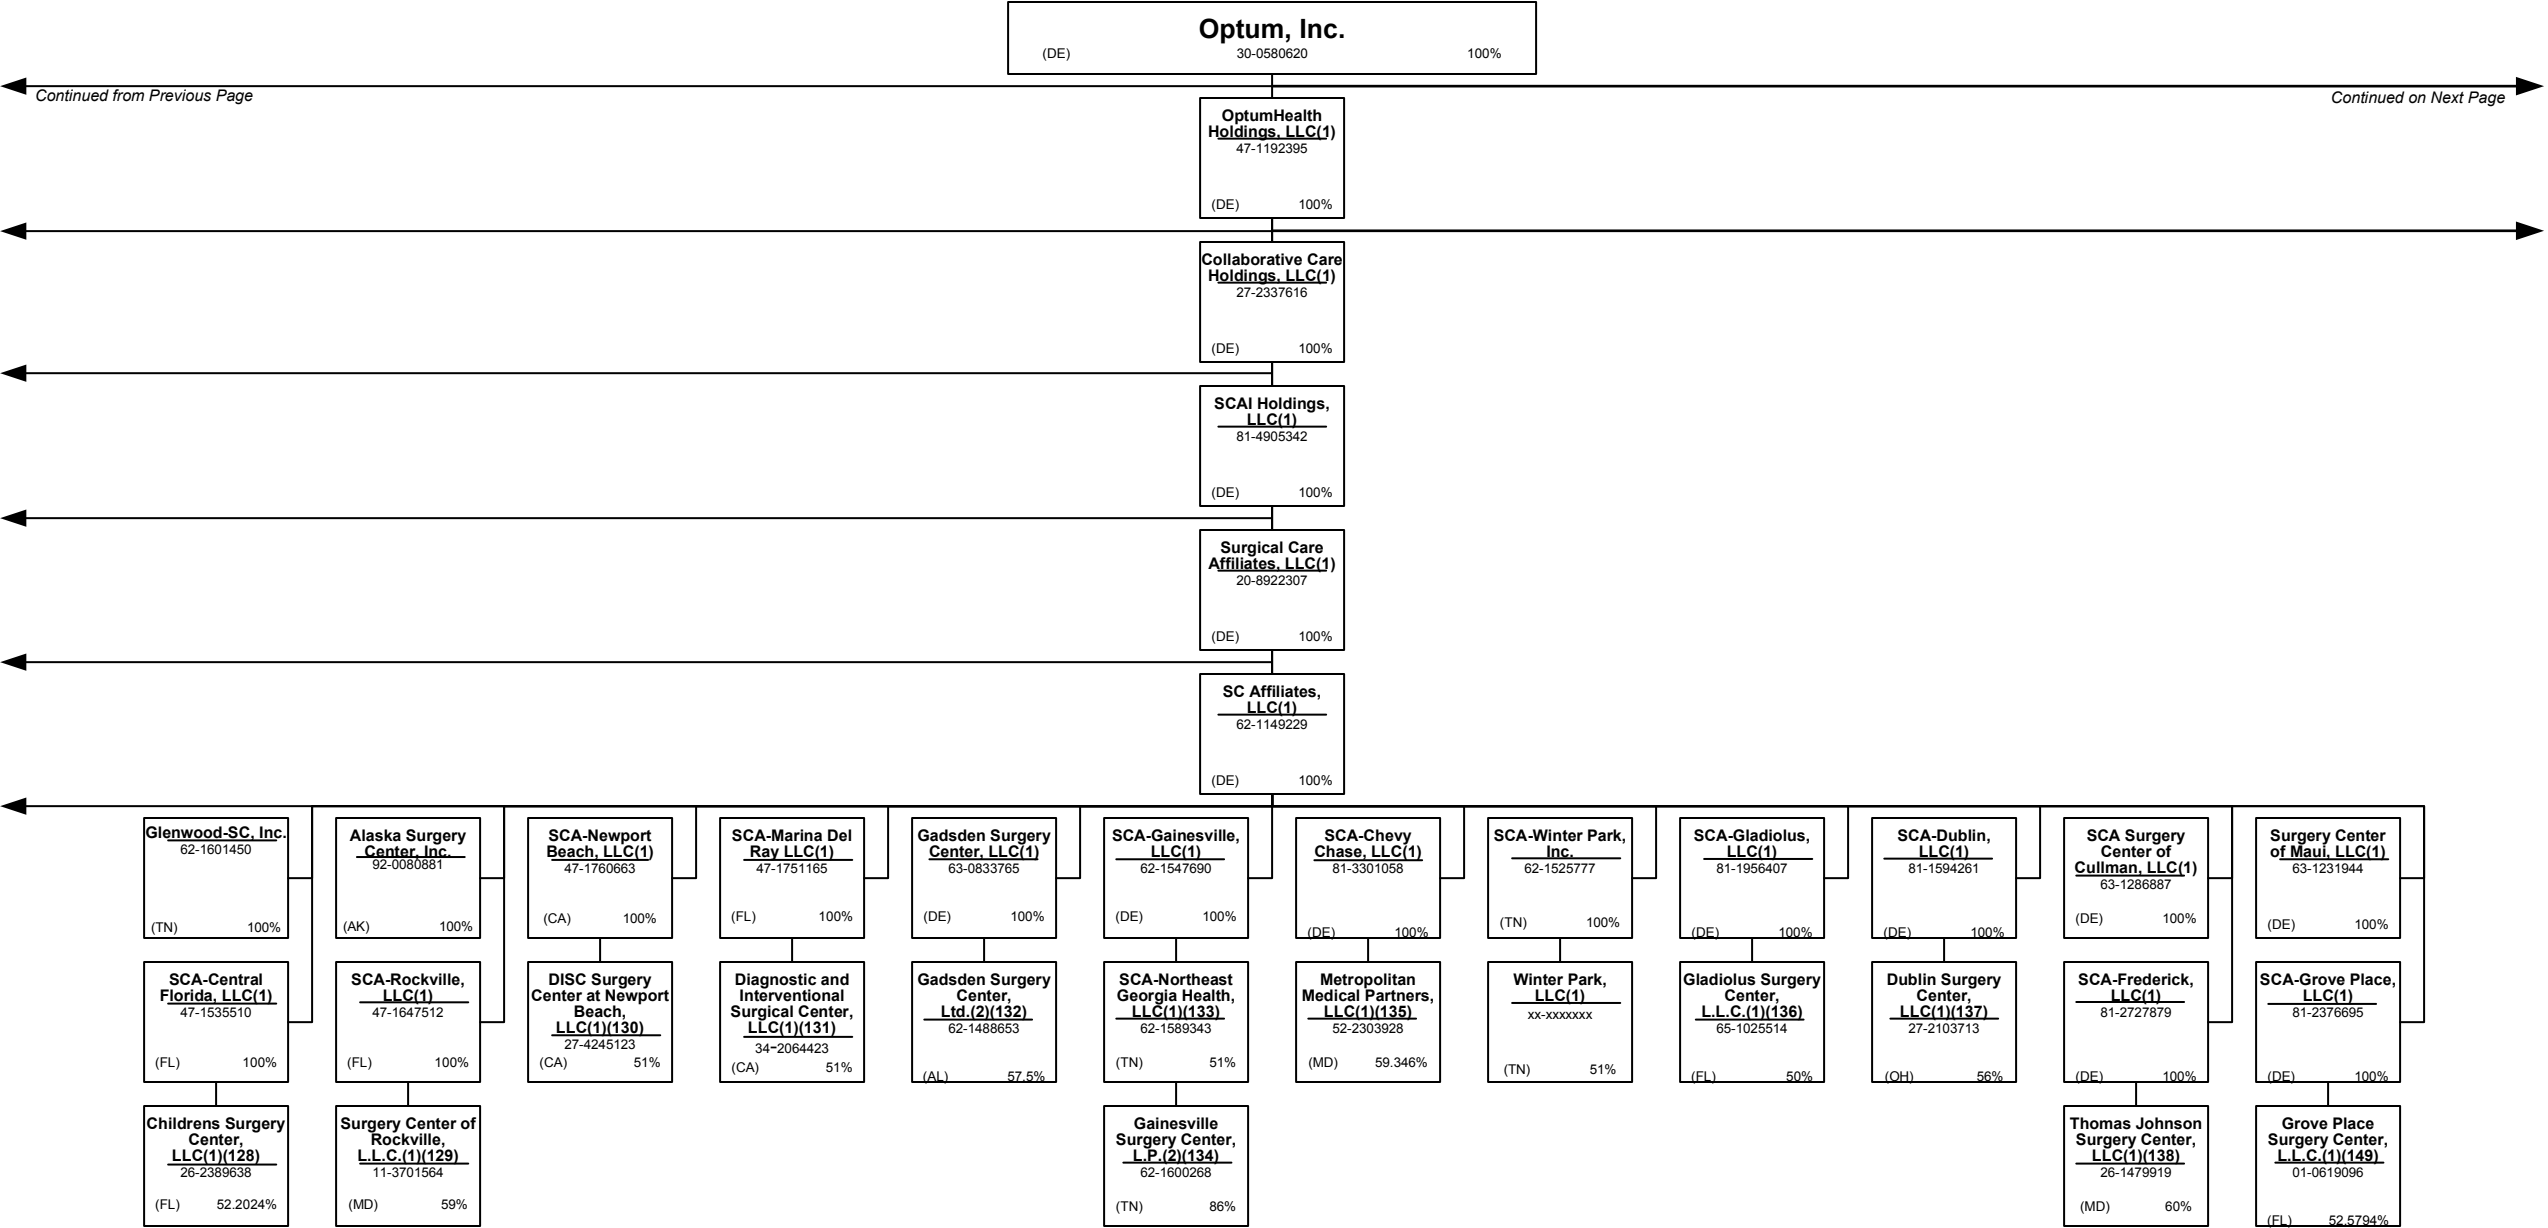 Optum, Inc.
(DE) 30-0580620 100%
Continued from Previous Page
Continued on Next Page
OptumHealth
Holdings, LLC(1)
47-1192395
(DE) 100%
Collaborative Care
Holdings, LLC(1)
27-2337616
(DE) 100%
SCAI Holdings,
LLC(1)
81-4905342
(DE) 100%
Surgical Care
Affiliates, LLC(1)
20-8922307
(DE) 100%
SC Affiliates,
LLC(1)
62-1149229
(DE) 100%
Glenwood-SC, Inc.
62-1601450
(TN) 100%
Alaska Surgery
Center, Inc.
92-0080881
(AK) 100%
SCA-Newport
Beach, LLC(1)
47-1760663
(CA) 100%
SCA-Marina Del
Ray LLC(1)
47-1751165
(FL) 100%
Gadsden Surgery
Center, LLC(1)
63-0833765
(DE) 100%
SCA-Gainesville,
LLC(1)
62-1547690
(DE) 100%
SCA-Chevy
Chase, LLC(1)
81-3301058
(DE) 100%
SCA-Winter Park,
Inc.
62-1525777
(TN) 100%
SCA-Gladiolus,
LLC(1)
81-1956407
(DE) 100%
SCA-Dublin,
LLC(1)
81-1594261
(DE) 100%
SCA Surgery
Center of
Cullman, LLC(1)
63-1286887
(DE) 100%
Surgery Center
of Maui, LLC(1)
63-1231944
(DE) 100%
SCA-Central
Florida, LLC(1)
47-1535510
(FL) 100%
SCA-Rockville,
LLC(1)
47-1647512
(FL) 100%
DISC Surgery
Center at Newport
Beach,
LLC(1)(130)
27-4245123
(CA) 51%
Diagnostic and
Interventional
Surgical Center,
LLC(1)(131)
34-2064423
(CA) 51%
Gadsden Surgery
Center,
Ltd.(2)(132)
62-1488653
(AL) 57.5%
SCA-Northeast
Georgia Health,
LLC(1)(133)
62-1589343
(TN) 51%
Metropolitan
Medical Partners,
LLC(1)(135)
52-2303928
(MD) 59.346%
Winter Park,
LLC(1)
xx-xxxxxxx
(TN) 51%
Gladiolus Surgery
Center,
L.L.C.(1)(136)
65-1025514
(FL) 50%
Dublin Surgery
Center,
LLC(1)(137)
27-2103713
(OH) 56%
SCA-Frederick,
LLC(1)
81-2727879
(DE) 100%
SCA-Grove Place,
LLC(1)
81-2376695
(DE) 100%
Childrens Surgery
Center,
LLC(1)(128)
26-2389638
(FL) 52.2024%
Surgery Center of
Rockville,
L.L.C.(1)(129)
11-3701564
(MD) 59%
Gainesville
Surgery Center,
L.P.(2)(134)
62-1600268
(TN) 86%
Thomas Johnson
Surgery Center,
LLC(1)(138)
26-1479919
(MD) 60%
Grove Place
Surgery Center,
L.L.C.(1)(149)
01-0619096
(FL) 52.5794%